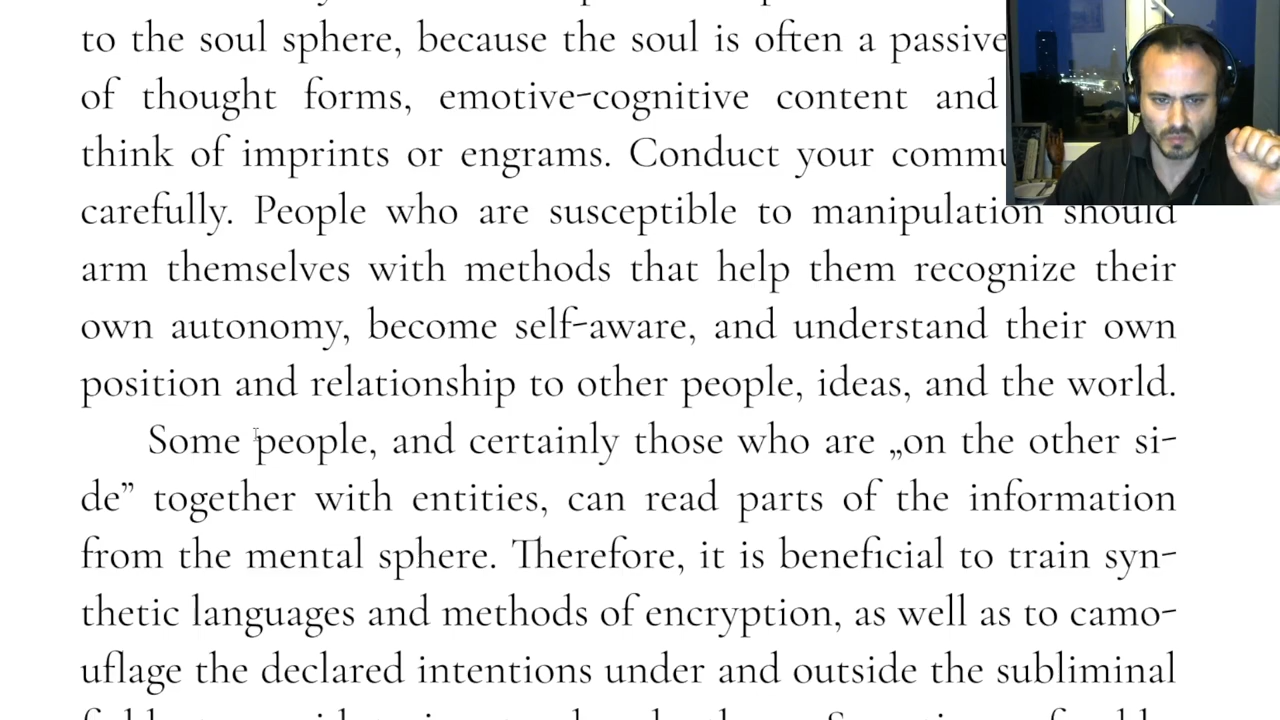 to the soul sphere, because the soul is often a passive
of thought forms, emotive-cognitive content and
think of imprints or engrams. Conduct your
carefully. People who are susceptible to manipulation should
arm themselves with methods that help them recognize their
own autonomy, become self-aware, and understand their own
position and relationship to other people, ideas, and the world.
Some people, and certainly those who are „on the other si-
de” together with entities, can read parts of the information
from the mental sphere. Therefore, it is beneficial to train syn-
thetic languages and methods of encryption, as well as to camo-
uflage the declared intentions under and outside the subliminal